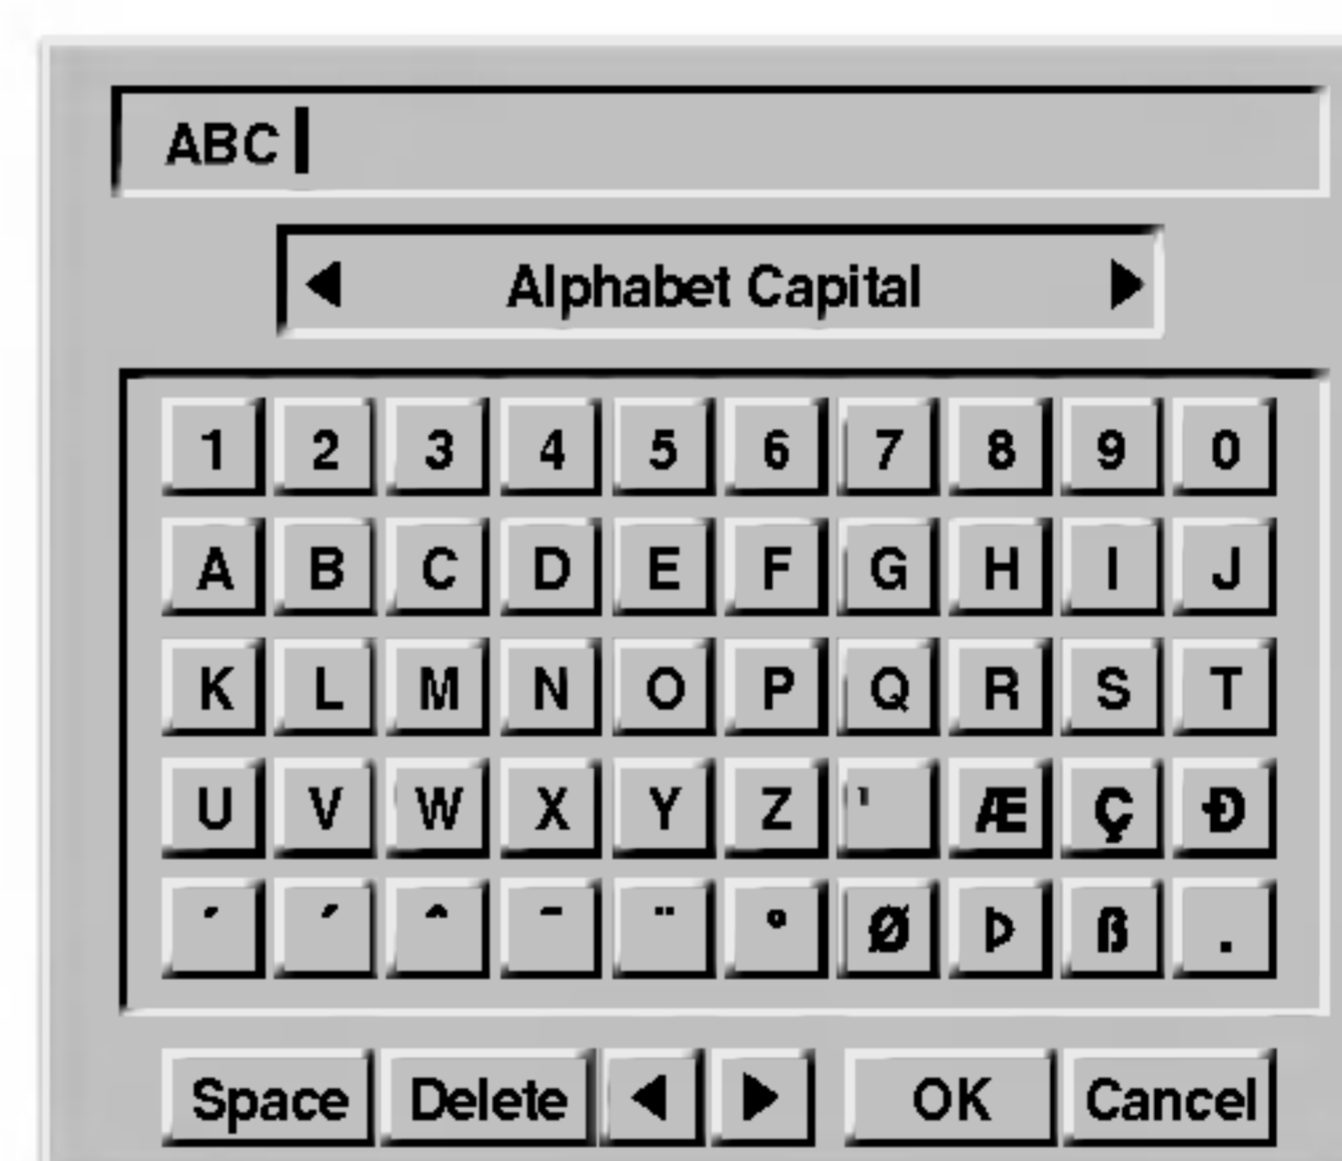 ABC
◀ Alphabet Capital ▶
1 2 3 4 5 6 7 8 9 0
A B C D E F G H I J
K L M N O P Q R S T
U V W X Y Z ' Æ Ç Ð
´ ´ ˆ ˉ ¨ ° Ø Þ ß .
Space Delete ◀ ▶ OK Cancel